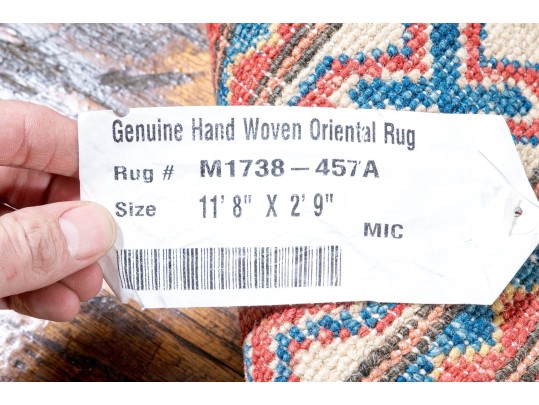 Genuine Hand Woven Oriental Rug
Rug # M1738-457A
Size 11' 8" X 2' 9"
MIC